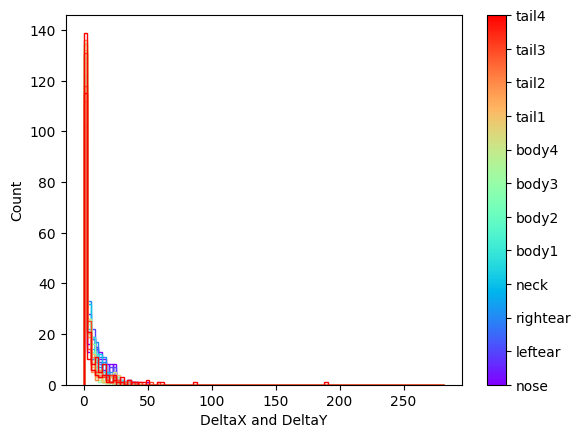 140
120
100
80
60
40
20
0
Count
0 50 100 150 200 250
DeltaX and DeltaY
tail4
tail3
tail2
tail1
body4
body3
body2
body1
neck
rightear
leftear
nose